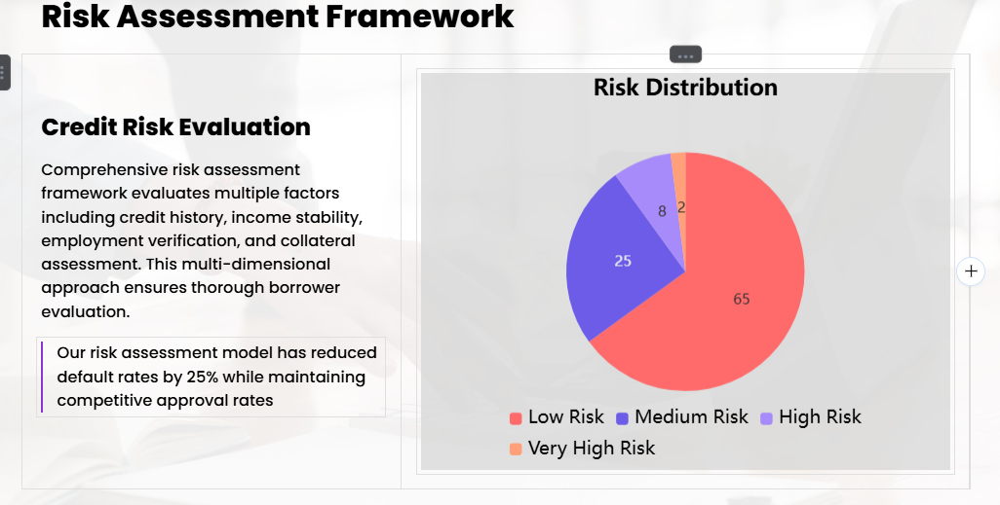 Risk Assessment Framework
Credit Risk Evaluation
Comprehensive risk assessment
framework evaluates multiple factors
including credit history, income stability,
employment verification, and collateral
assessment. This multi-dimensional
approach ensures thorough borrower
evaluation.
Our risk assessment model has reduced
default rates by 25% while maintaining
competitive approval rates
Risk Distribution
8
2
25
65
Low Risk Medium Risk High Risk
Very High Risk